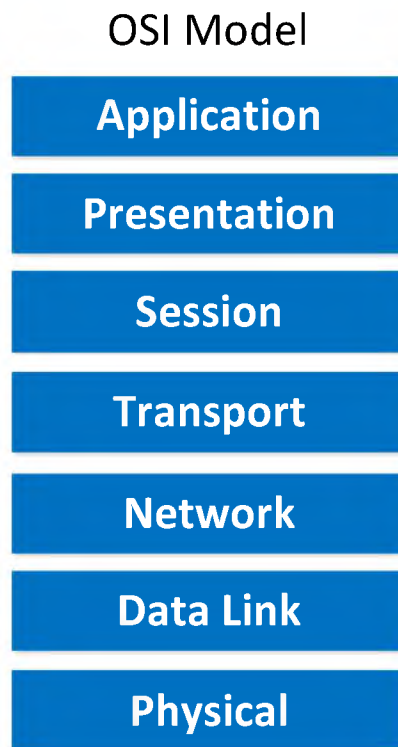 OSI Model
Application
Presentation
Session
Transport
Network
Data Link
Physical